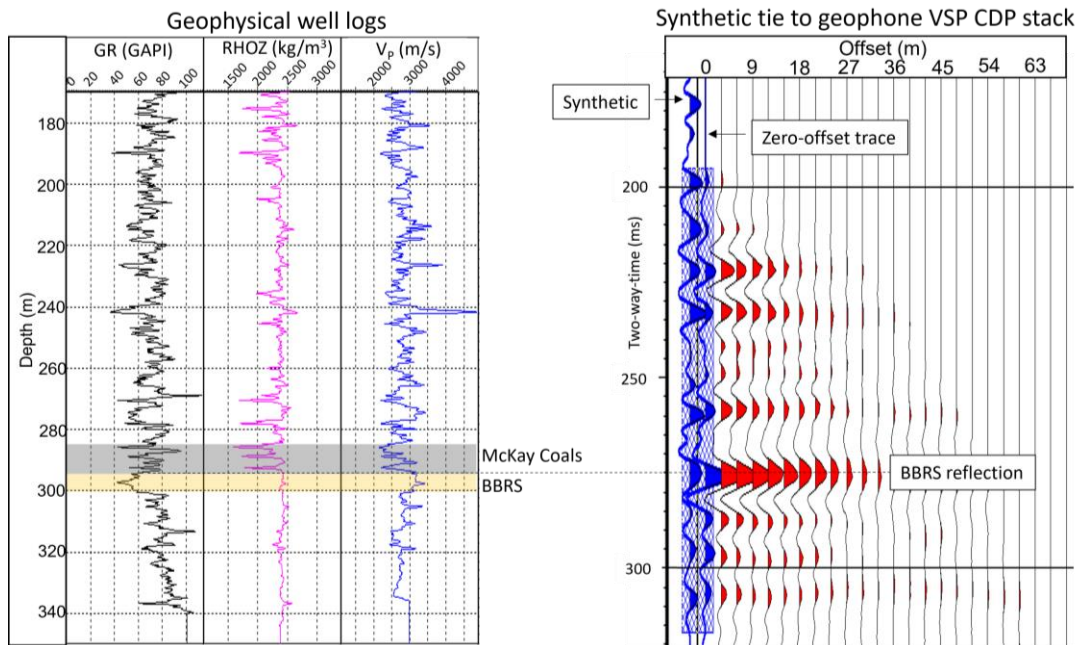 Geophysical well logs
GR (GAPI)
RHOZ (kg/m³)
Vₚ (m/s)
0 20 40 60 80 100
1500 2000 2500 3000
2000 3000 4000
Depth (m)
180
200
220
240
260
280
300
320
340
McKay Coals
BBRS
Synthetic tie to geophone VSP CDP stack
Offset (m)
0 9 18 27 36 45 54 63
Synthetic
Zero-offset trace
Two-way-time (ms)
200
250
300
BBRS reflection